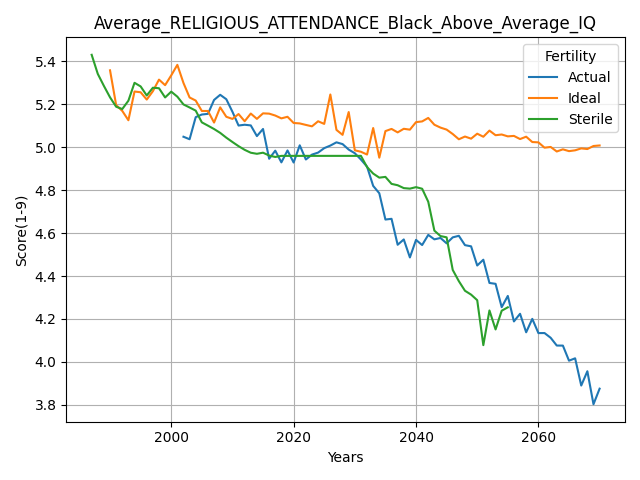 Average_RELIGIOUS_ATTENDANCE_Black_Above_Average_IQ
Score(1-9)
5.4
5.2
5.0
4.8
4.6
4.4
4.2
4.0
3.8
Fertility
Actual
Ideal
Sterile
2000
2020
2040
2060
Years